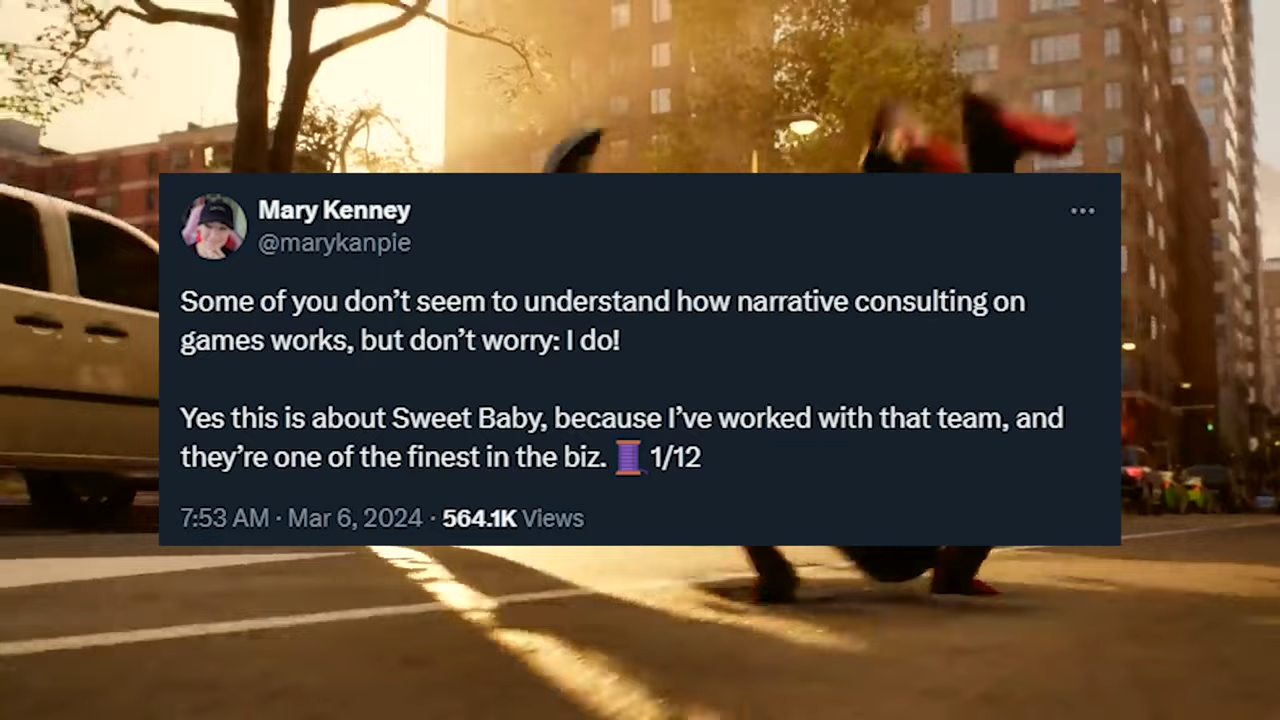 Mary Kenney
@marykanpie
Some of you don’t seem to understand how narrative consulting on
games works, but don’t worry: I do!
Yes this is about Sweet Baby, because I’ve worked with that team, and
they’re one of the finest in the biz. 🧵 1/12
7:53 AM · Mar 6, 2024 · 564.1K Views